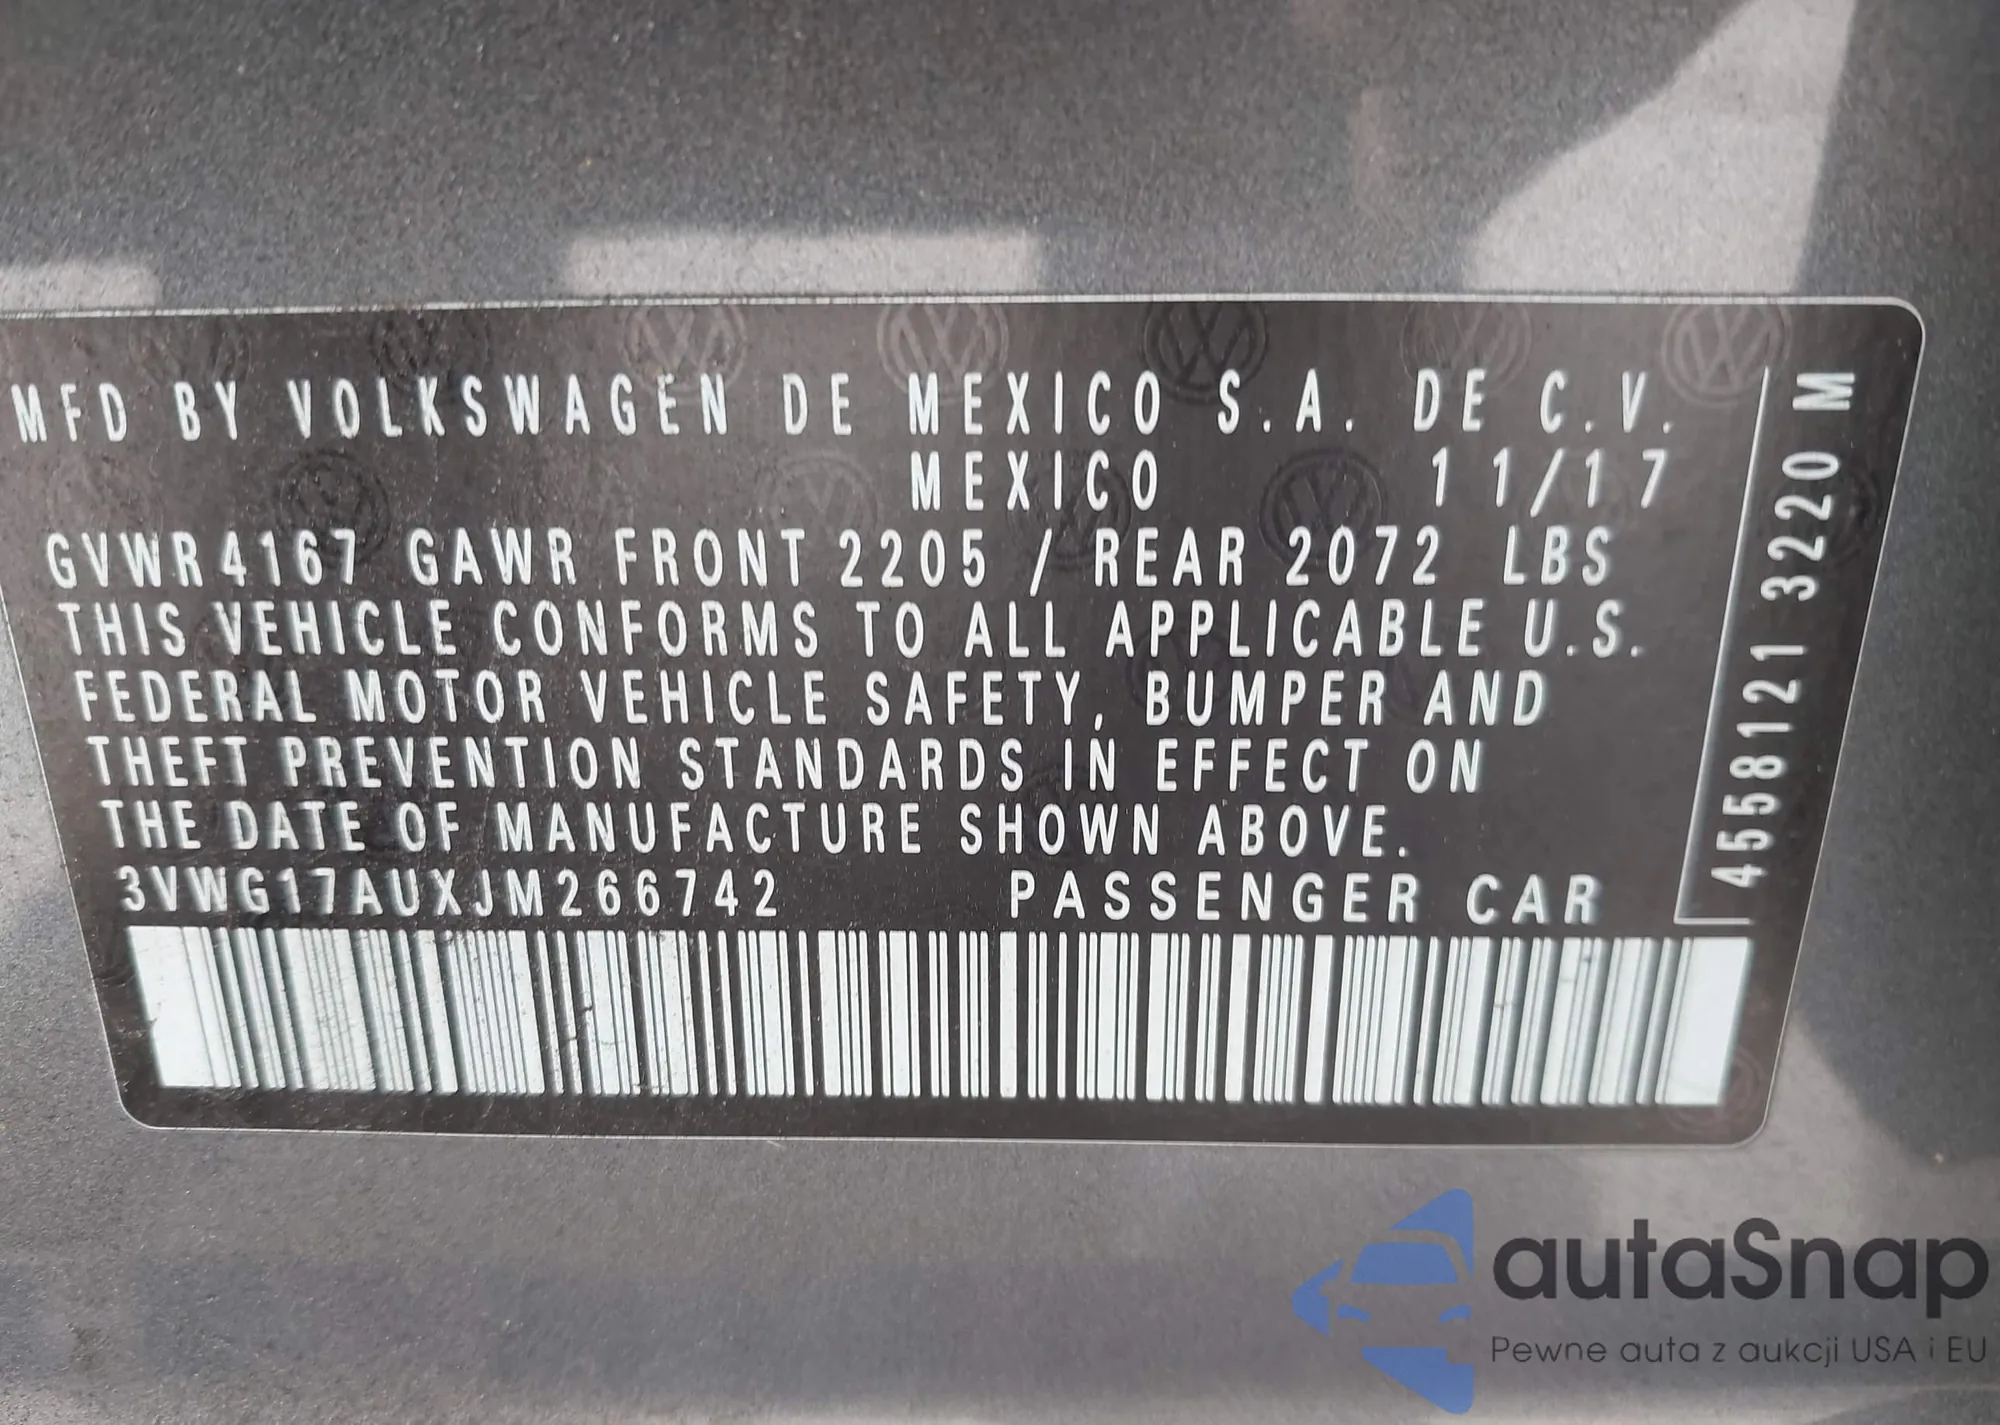 MFD BY VOLKSWAGEN DE MEXICO S.A. DE C.V.
MEXICO 11/17
GVWR 4167 GAWR FRONT 2205 / REAR 2072 LBS
THIS VEHICLE CONFORMS TO ALL APPLICABLE U.S.
FEDERAL MOTOR VEHICLE SAFETY, BUMPER AND
THEFT PREVENTION STANDARDS IN EFFECT ON
THE DATE OF MANUFACTURE SHOWN ABOVE.
3VWG17AUXJM266742 PASSENGER CAR
4558121 3220 M
autaSnap
Pewne auta z aukcji USA i EU